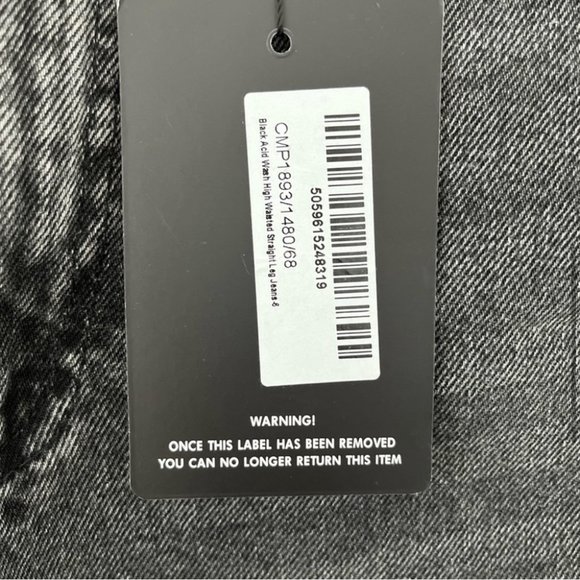 CMP1893/1480/68
Black Acid Wash High Waisted Straight Leg Jeans-6
5059615248319
WARNING!
ONCE THIS LABEL HAS BEEN REMOVED
YOU CAN NO LONGER RETURN THIS ITEM